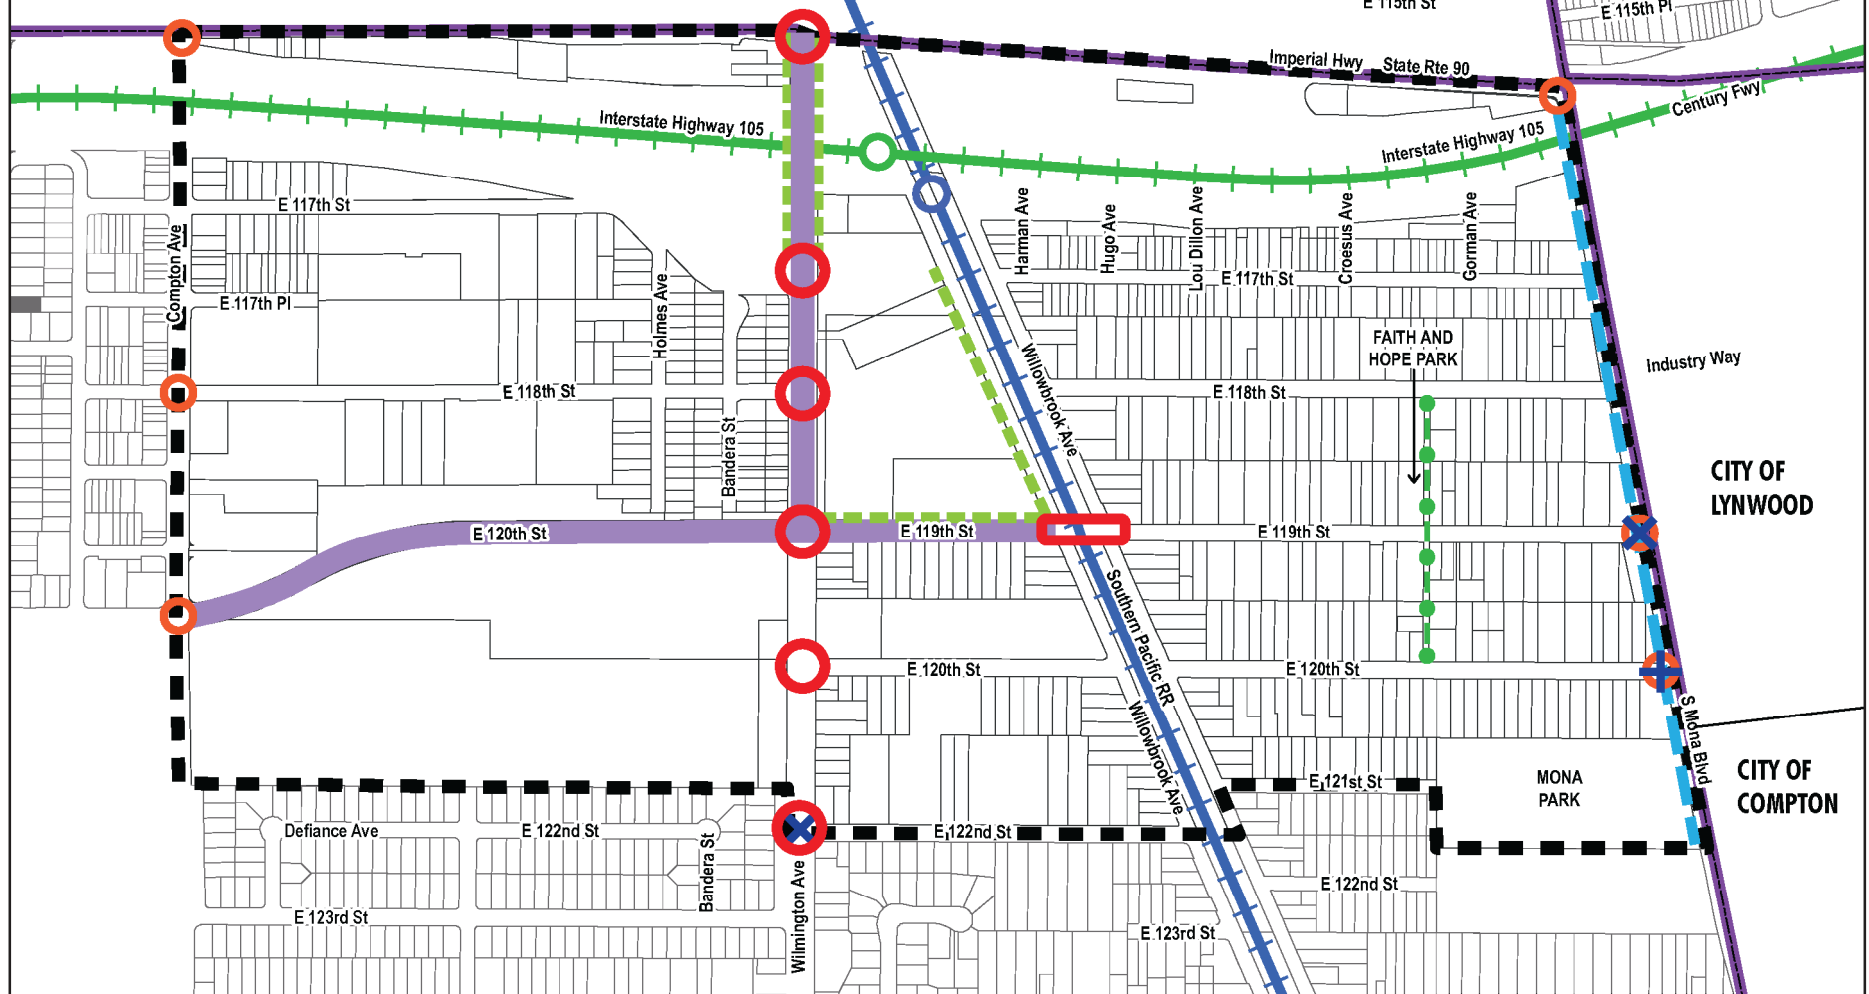 E 115th St
E 115th Pl
Imperial Hwy
State Rte 90
Century Fwy
Interstate Highway 105
Interstate Highway 105
E 117th St
Compton Ave
E 117th Pl
Holmes Ave
Harman Ave
Hugo Ave
Lou Dillon Ave
Croesus Ave
Gorman Ave
E 117th St
FAITH AND
HOPE PARK
Industry Way
Willowbrook Ave
E 118th St
E 118th St
Bandera St
CITY OF
LYNWOOD
E 120th St
E 119th St
E 119th St
Southern Pacific RR
E 120th St
E 120th St
Willowbrook Ave
S Mona Blvd
E 121st St
MONA
PARK
CITY OF
COMPTON
Defiance Ave
E 122nd St
E 122nd St
Bandera St
Wilmington Ave
E 122nd St
E 123rd St
E 123rd St